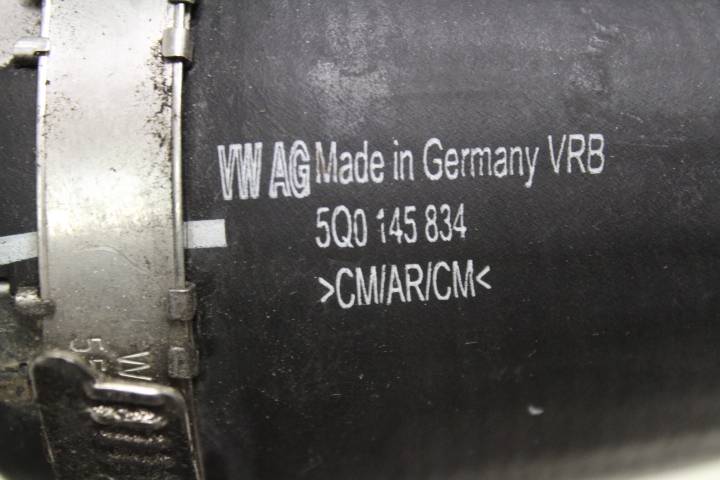 VW AG Made in Germany VRB
5Q0 145 834
>CM/AR/CM<